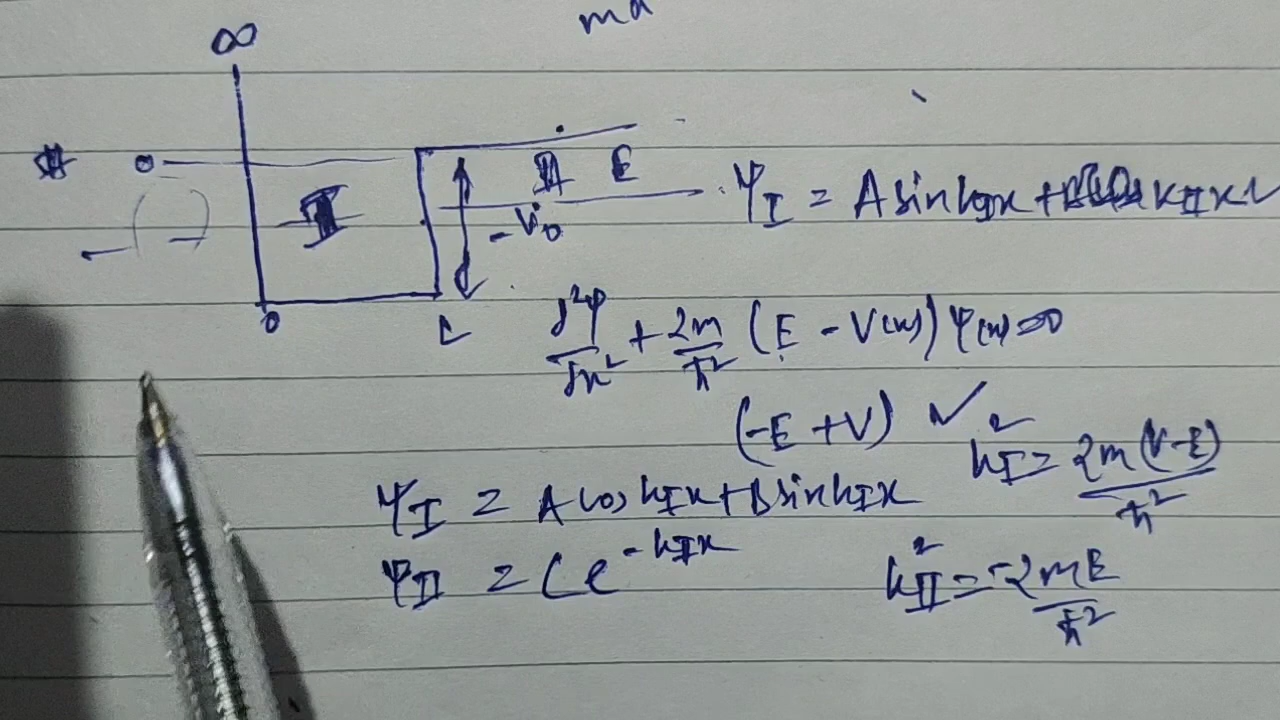 ma
∞
0
II E
I
-V₀
0
L
ψ_I = A sin k_I x +
d²ψ/dx² + 2m/ħ² (E - V(x)) ψ(x) = 0
(-E + V) ✓
k_I² = 2m(V-E)/ħ²
ψ_I = A cos k_I x + B sin k_I x
ψ_II = C e^{-k_II x}
k_II² = -2mE/ħ²